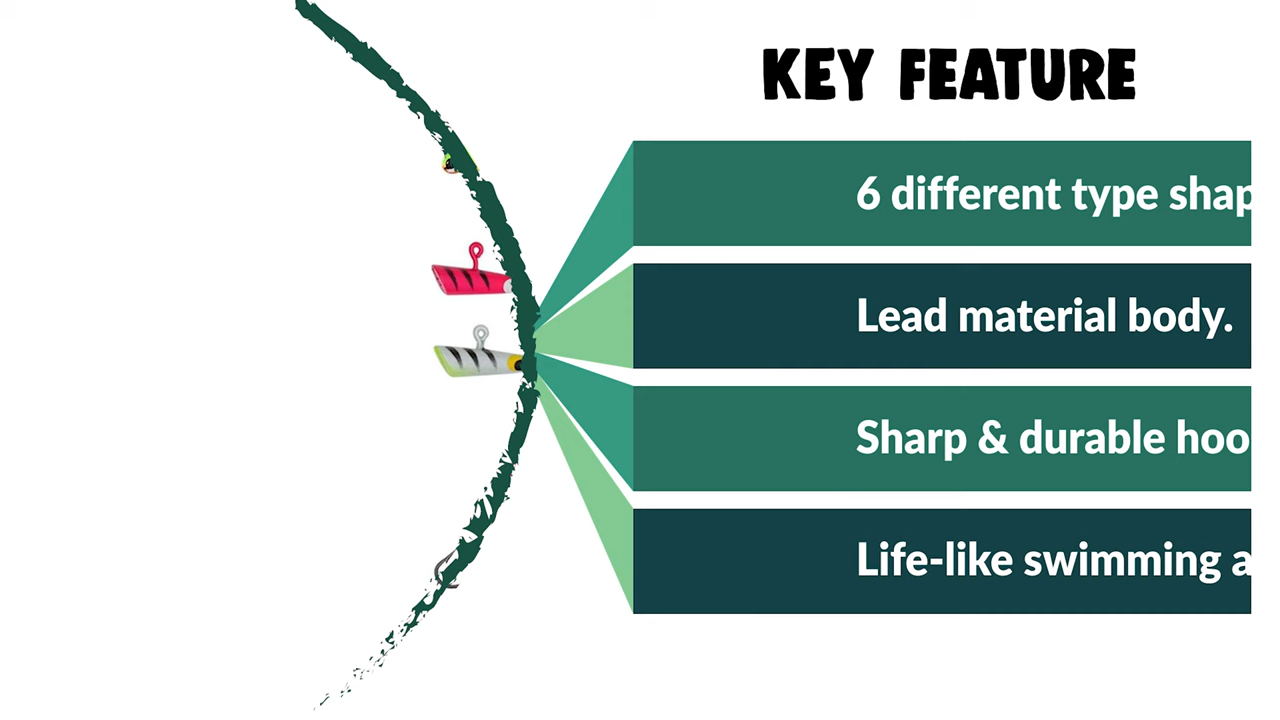 KEY FEATURE
6 different type shap
Lead material body.
Sharp & durable hoo
Life-like swimming a